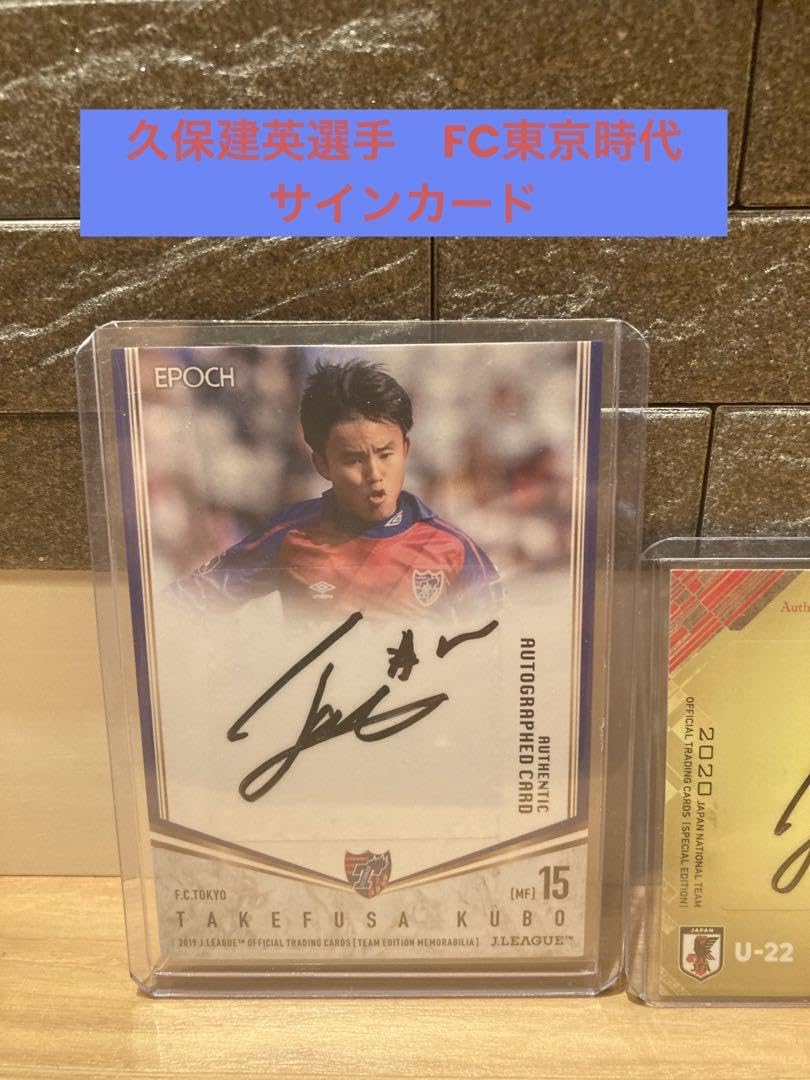 久保建英選手　FC東京時代
サインカード
EPOCH
AUTHENTIC
AUTOGRAPHED CARD
F.C.TOKYO
[MF] 15
TAKEFUSA KUBO
2019 J.LEAGUE™ OFFICIAL TRADING CARDS [TEAM EDITION MEMORABILIA]
J.LEAGUE™
2020 JAPAN NATIONAL TEAM
OFFICIAL TRADING CARDS [SPECIAL EDITION]
JAPAN
U-22